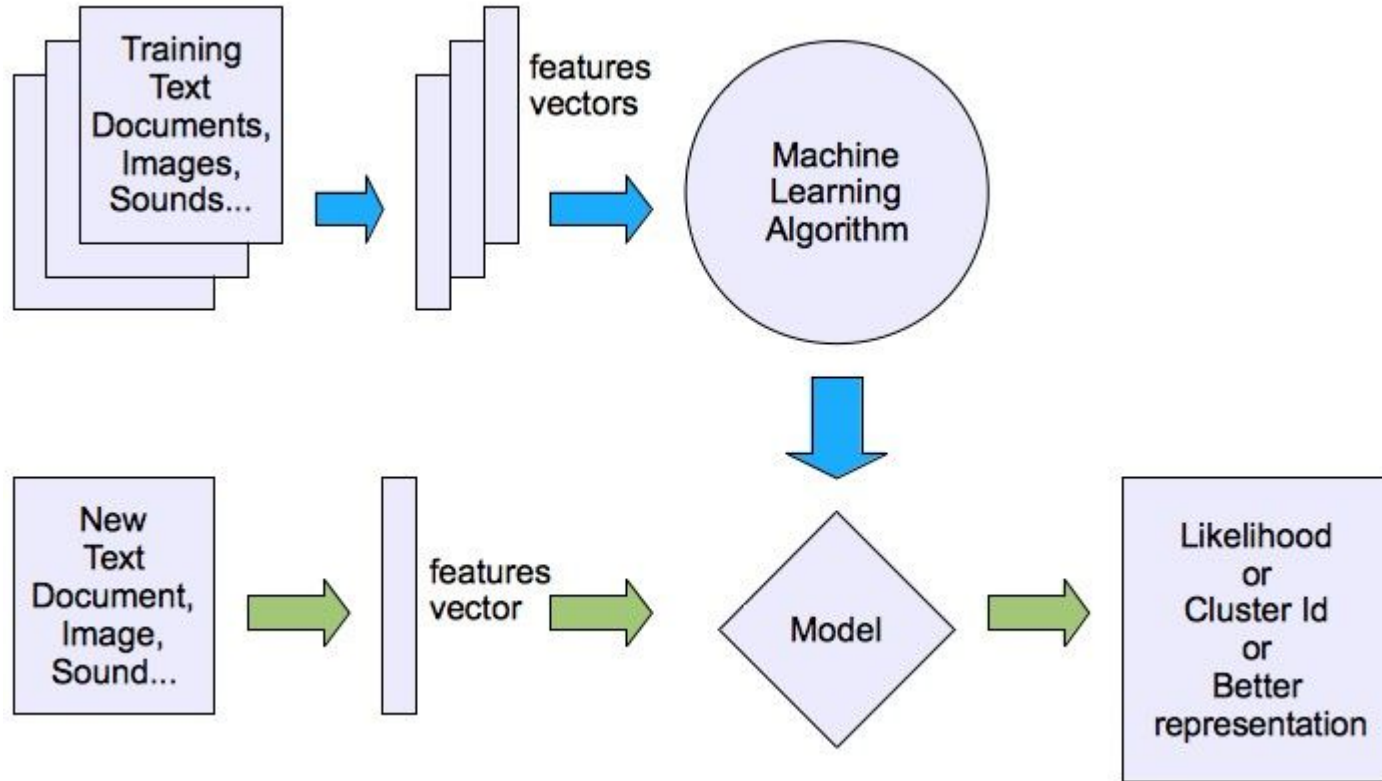 Training
Text
Documents,
Images,
Sounds...
features
vectors
Machine
Learning
Algorithm
New
Text
Document,
Image,
Sound...
features
vector
Model
Likelihood
or
Cluster Id
or
Better
representation